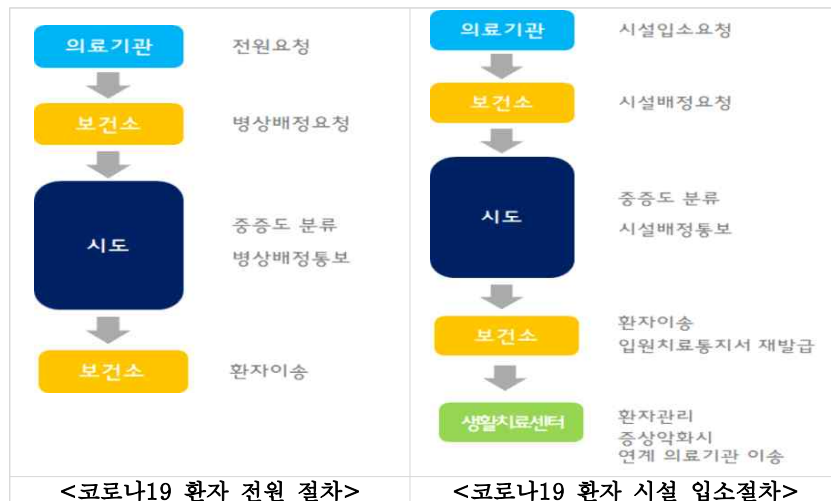 의료기관 전원요청
보건소 병상배정요청
시도 중증도 분류
병상배정통보
보건소 환자이송
<코로나19 환자 전원 절차>
의료기관 시설입소요청
보건소 시설배정요청
시도 중증도 분류
시설배정통보
보건소 환자이송
입원치료통지서 재발급
생활치료센터 환자관리
증상악화시
연계 의료기관 이송
<코로나19 환자 시설 입소절차>